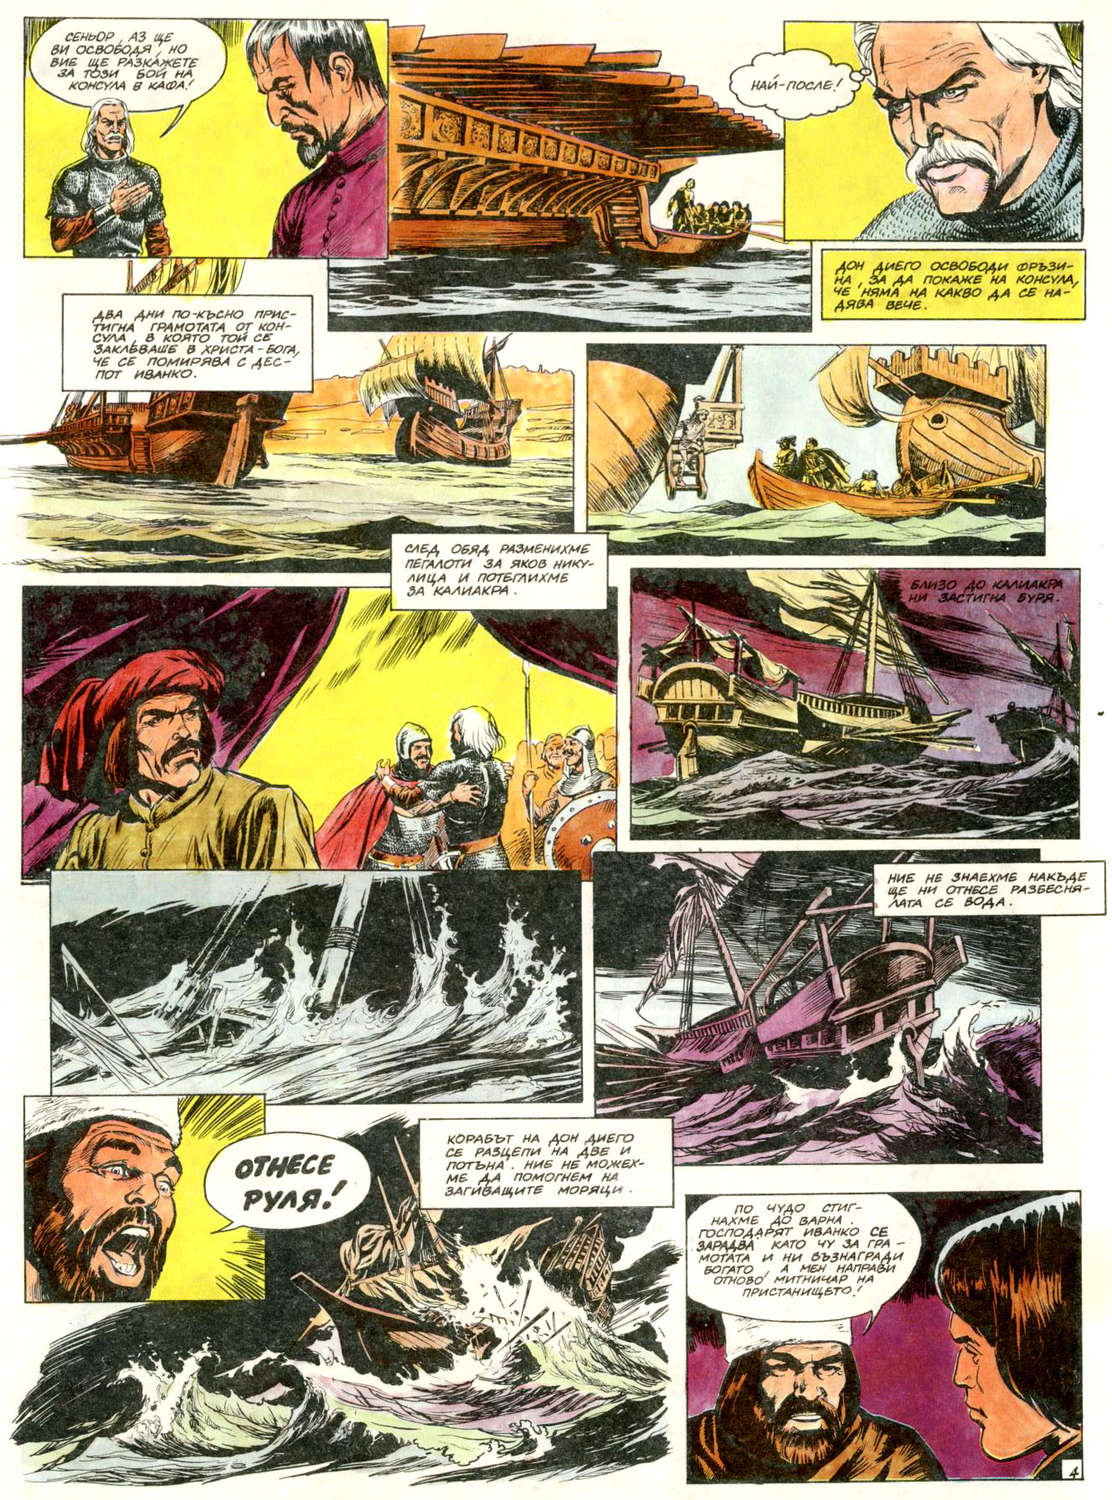 СЕНЬОР, АЗ ЩЕ
ВИ ОСВОБОДЯ, НО
ВИЕ ЩЕ РАЗКАЖЕТЕ
ЗА ТОЗИ БОЙ НА
КОНСУЛА В КАФА!
НАЙ-ПОСЛЕ!
ДОН ДИЕГО ОСВОБОДИ ФРЪЗИ-
НА, ЗА ДА ПОКАЖЕ НА КОНСУЛА,
ЧЕ НЯМА НА КАКВО ДА СЕ НА-
ДЯВА ВЕЧЕ.
ДВА ДНИ ПО-КЪСНО ПРИС-
ТИГНА ГРАМОТАТА ОТ КОН-
СУЛА, В КОЯТО ТОЙ СЕ
ЗАКЛЕВАШЕ В ХРИСТА-БОГА,
ЧЕ СЕ ПОМИРЯВА С ДЕС-
ПОТ ИВАНКО.
СЛЕД ОБЯД РАЗМЕНИХМЕ
ПЕГАЛОТИ ЗА ЯКОВ НИКУ-
ЛИЦА И ПОТЕГЛИХМЕ
ЗА КАЛИАКРА.
БЛИЗО ДО КАЛИАКРА
НИ ЗАСТИГНА БУРЯ.
НИЕ НЕ ЗНАЕХМЕ НАКЪДЕ
ЩЕ НИ ОТНЕСЕ РАЗБЕСНЯ-
ЛАТА СЕ ВОДА.
ОТНЕСЕ
РУЛЯ!
КОРАБЪТ НА ДОН ДИЕГО
СЕ РАЗЦЕПИ НА ДВЕ И
ПОТЪНА. НИЕ НЕ МОЖЕХ-
МЕ ДА ПОМОГНЕМ НА
ЗАГИВАЩИТЕ МОРЯЦИ.
ПО ЧУДО СТИГ-
НАХМЕ ДО ВАРНА.
ГОСПОДАРЯТ ИВАНКО СЕ
ЗАРАДВА КАТО ЧУ ЗА ГРА-
МОТАТА И НИ ВЪЗНАГРАДИ
БОГАТО, А МЕН НАПРАВИ
ОТНОВО МИТНИЧАР НА
ПРИСТАНИЩЕТО!
4